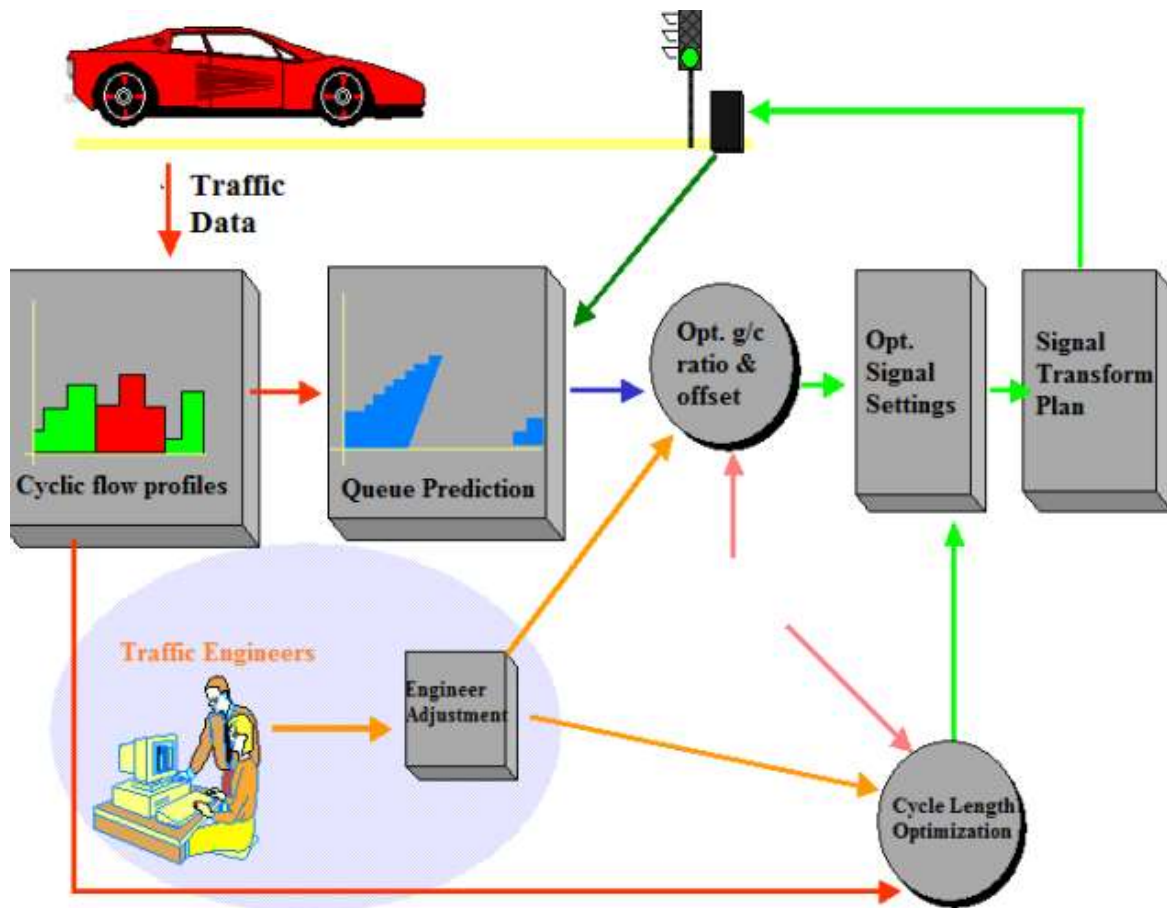 Traffic
Data
Cyclic flow profiles
Queue Prediction
Opt. g/c
ratio &
offset
Opt.
Signal
Settings
Signal
Transform
Plan
Traffic Engineers
Engineer
Adjustment
Cycle Length
Optimization